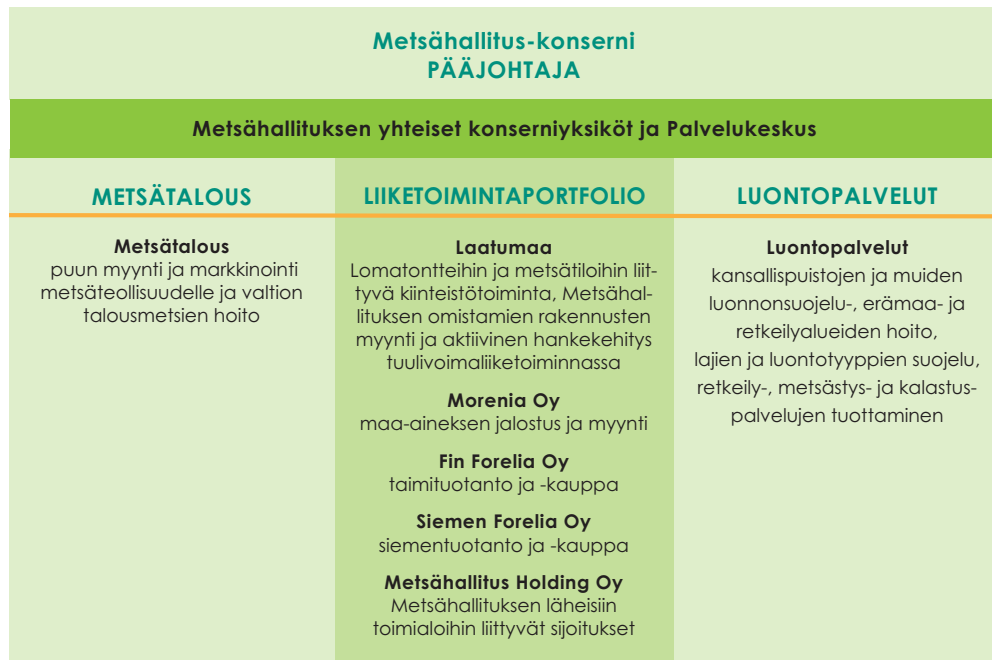 Metsähallitus-konserni
PÄÄJOHTAJA
Metsähallituksen yhteiset konserniyksiköt ja Palvelukeskus
METSÄTALOUS
Metsätalous
puun myynti ja markkinointi
metsäteollisuudelle ja valtion
talousmetsien hoito
LIIKETOIMINTAPORTFOLIO
Laatumaa
Lomatontteihin ja metsätiloihin liit-
tyvä kiinteistötoiminta, Metsähal-
lituksen omistamien rakennusten
myynti ja aktiivinen hankekehitys
tuulivoimaliiketoiminnassa
Morenia Oy
maa-aineksen jalostus ja myynti
Fin Forelia Oy
taimituotanto ja -kauppa
Siemen Forelia Oy
siementuotanto ja -kauppa
Metsähallitus Holding Oy
Metsähallituksen läheisiin
toimialoihin liittyvät sijoitukset
LUONTOPALVELUT
Luontopalvelut
kansallispuistojen ja muiden
luonnonsuojelu-, erämaa- ja
retkeilyalueiden hoito,
lajien ja luontotyyppien suojelu,
retkeily-, metsästys- ja kalastus-
palvelujen tuottaminen